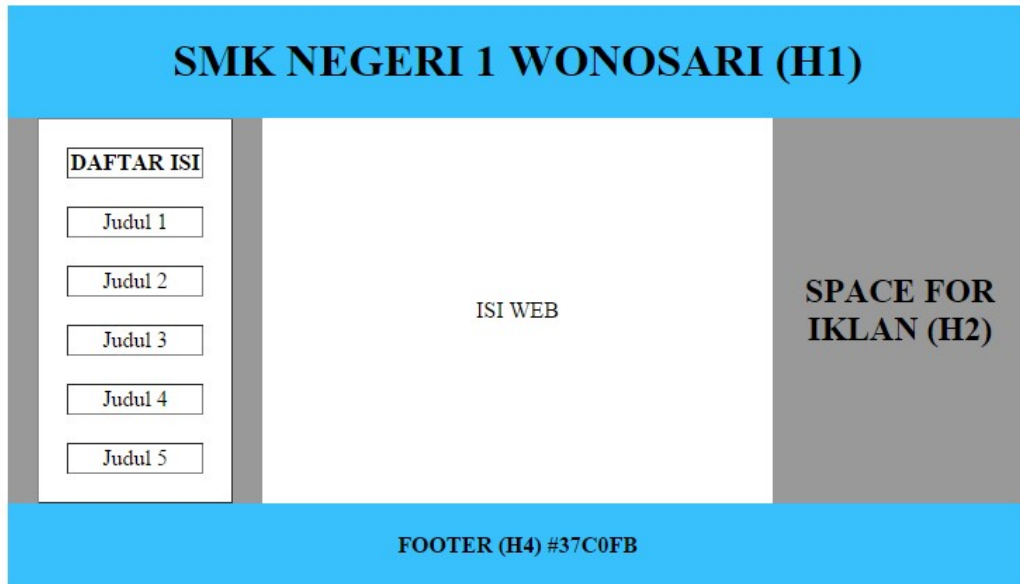 SMK NEGERI 1 WONOSARI (H1)
DAFTAR ISI
Judul 1
Judul 2
Judul 3
Judul 4
Judul 5
ISI WEB
SPACE FOR
IKLAN (H2)
FOOTER (H4) #37C0FB